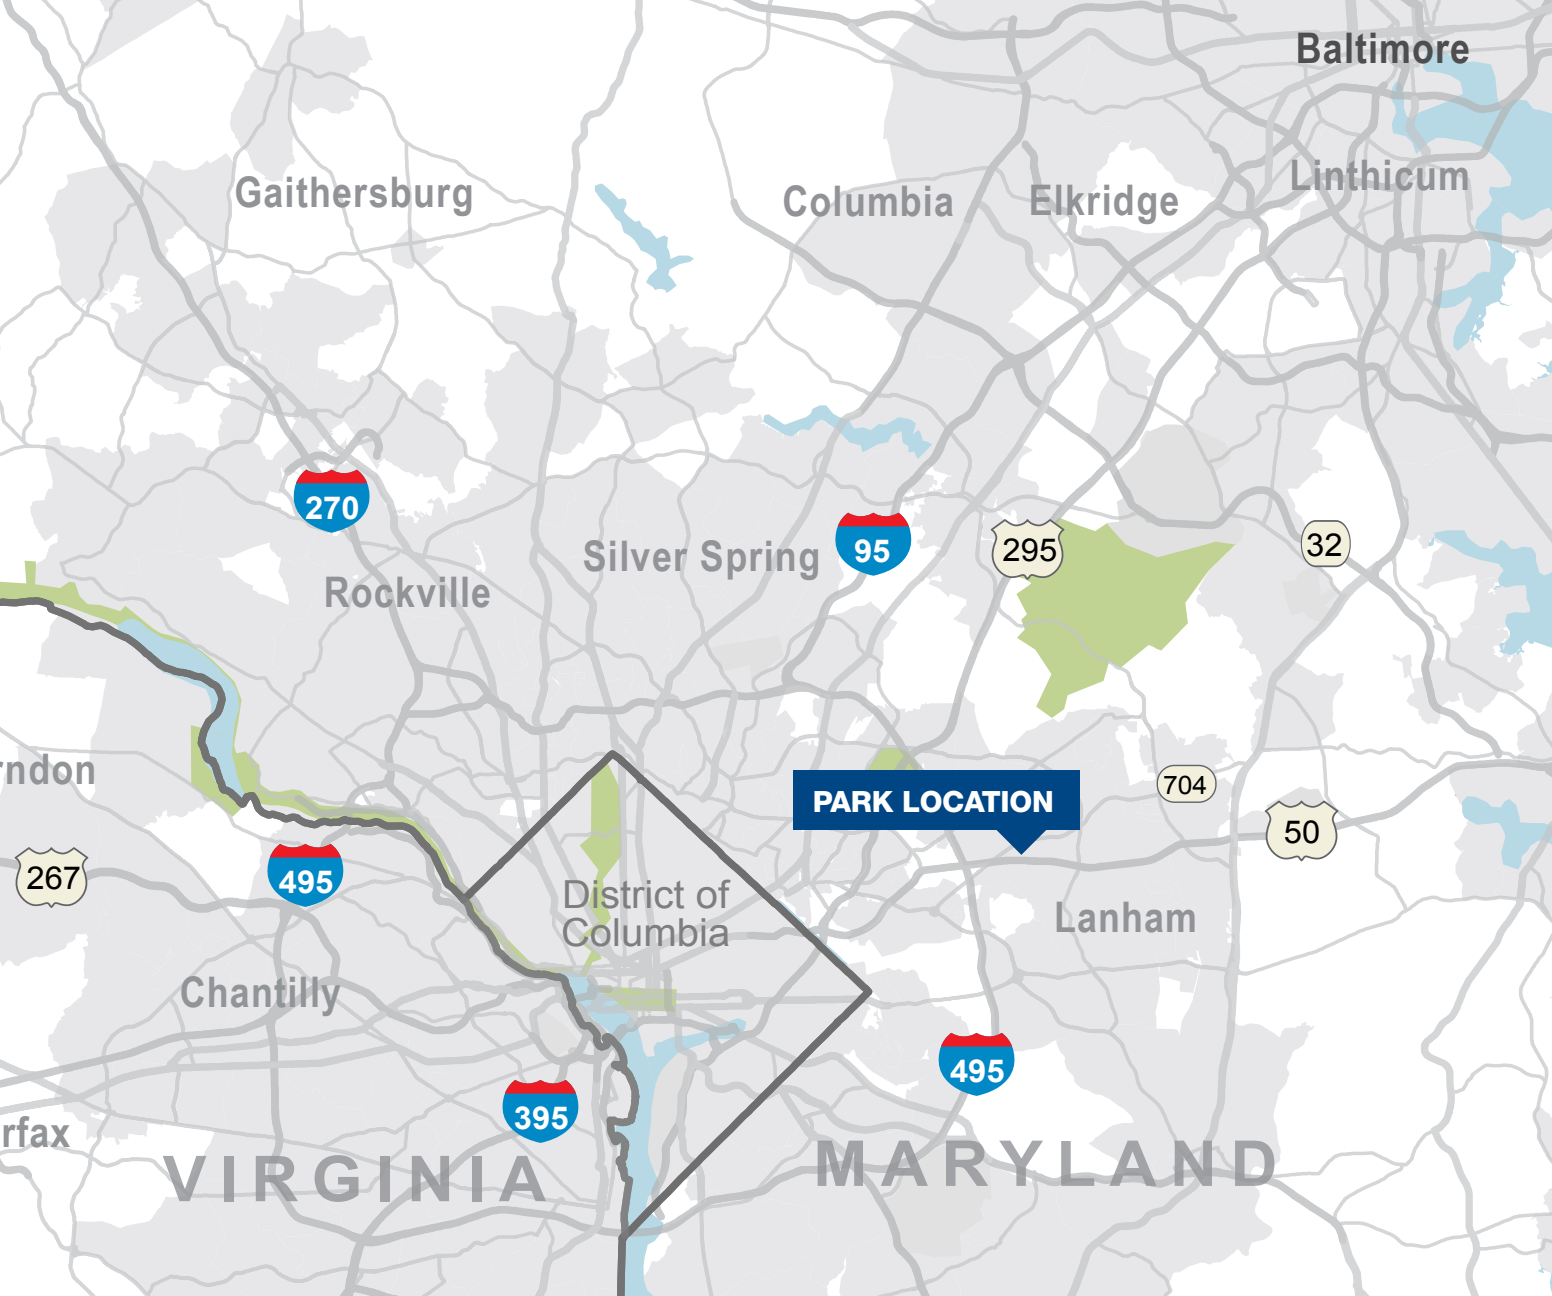 Baltimore
Linthicum
Gaithersburg
Columbia
Elkridge
270
95
295
32
Silver Spring
Rockville
rndon
PARK LOCATION
704
50
495
267
District of
Columbia
Lanham
Chantilly
495
395
rfax
VIRGINIA
MARYLAND